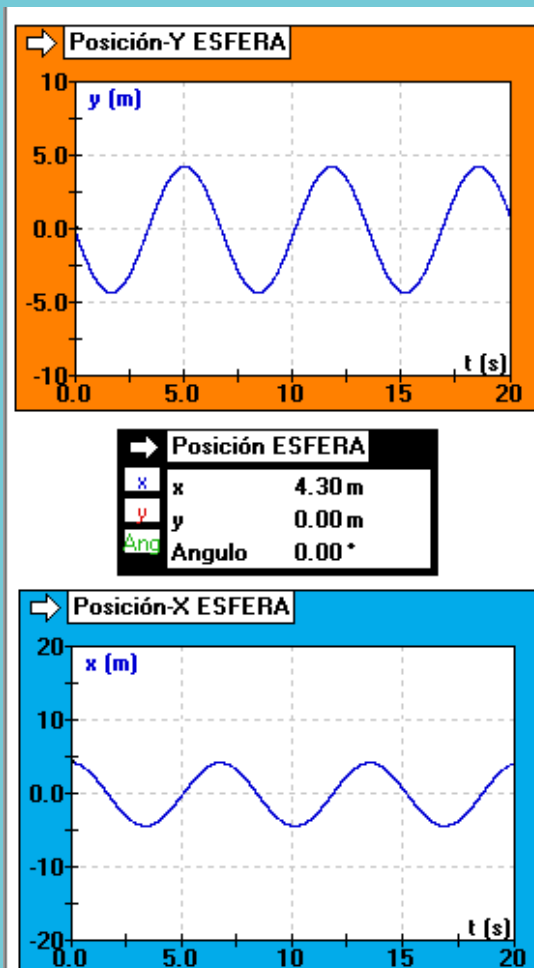 Posición-Y ESFERA
10
y (m)
5.0
0.0
-5.0
t (s)
-10
0.0 5.0 10 15 20
Posición ESFERA
x x 4.30 m
y y 0.00 m
Ang Angulo 0.00 °
Posición-X ESFERA
20
x (m)
10
0.0
-10
t (s)
-20
0.0 5.0 10 15 20